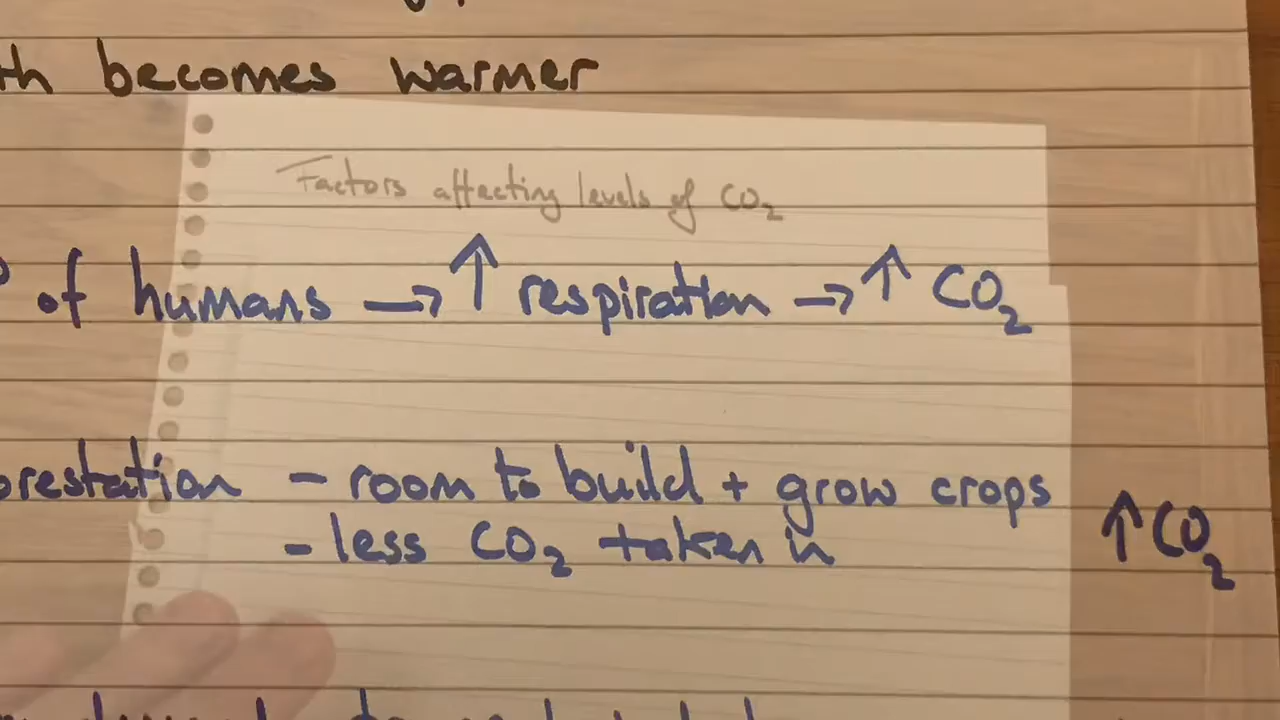 becomes warmer
Factors affecting levels of CO₂
of humans → ↑ respiration → ↑ CO₂
orestation - room to build + grow crops
- less CO₂ taken in
↑ CO₂